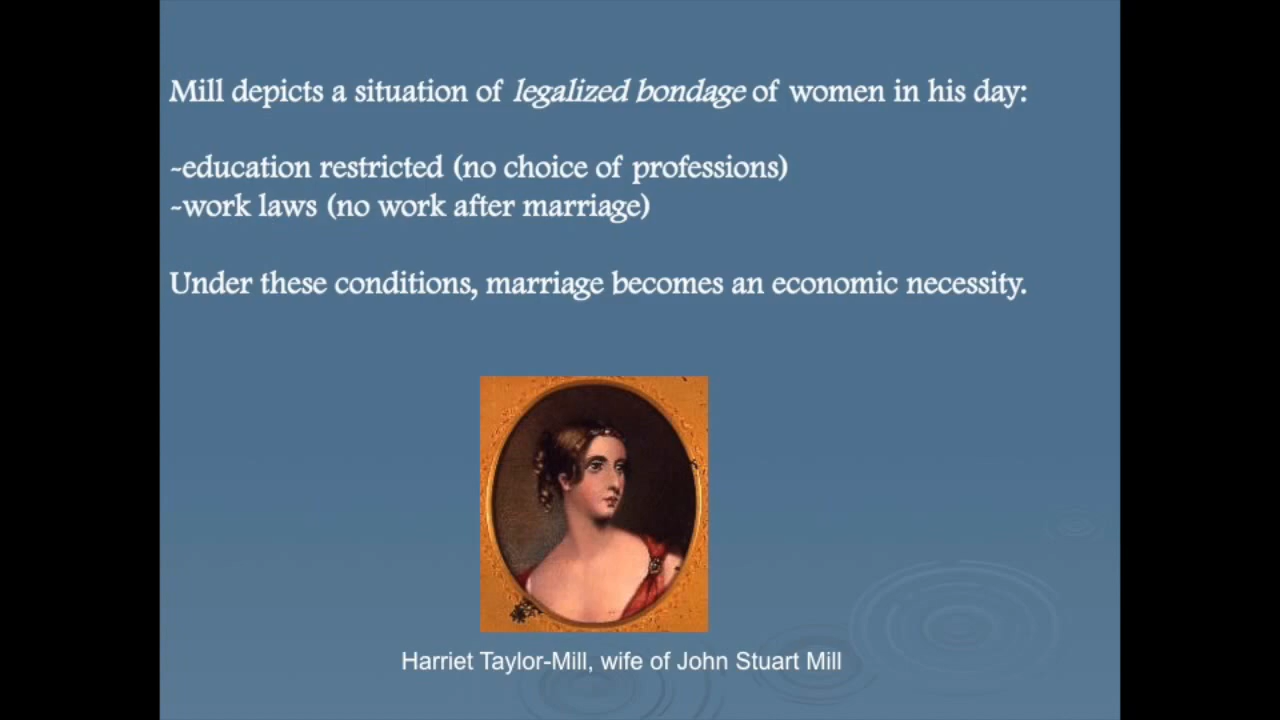 Mill depicts a situation of legalized bondage of women in his day:
-education restricted (no choice of professions)
-work laws (no work after marriage)
Under these conditions, marriage becomes an economic necessity.
Harriet Taylor-Mill, wife of John Stuart Mill